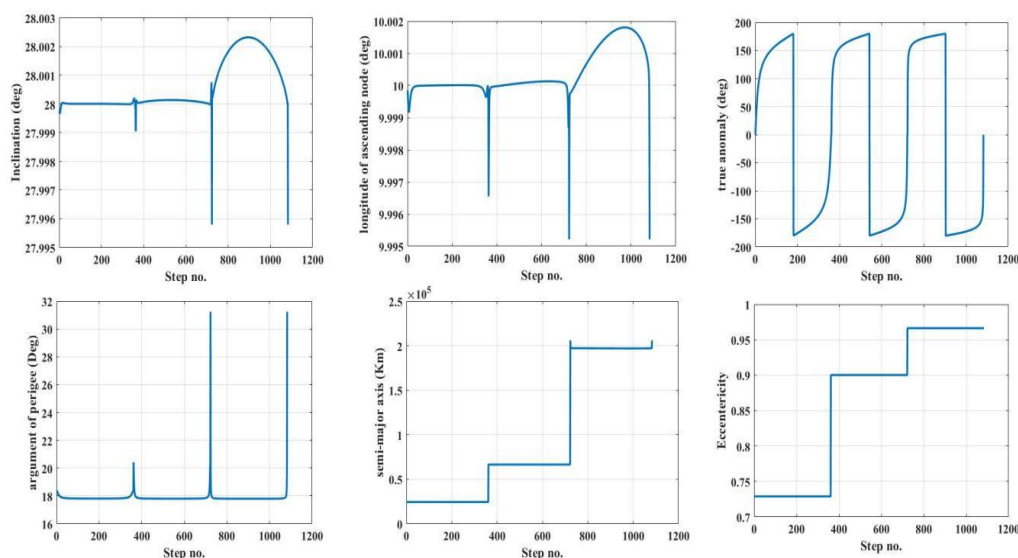 28.003
28.002
28.001
28
27.999
27.998
27.997
27.996
27.995
Inclination (deg)
0 200 400 600 800 1000 1200
Step no.
10.002
10.001
10
9.999
9.998
9.997
9.996
9.995
longitude of ascending node (deg)
0 200 400 600 800 1000 1200
Step no.
200
150
100
50
0
-50
-100
-150
-200
true anomaly (deg)
0 200 400 600 800 1000 1200
Step no.
32
30
28
26
24
22
20
18
16
argument of perigee (Deg)
0 200 400 600 800 1000 1200
Step no.
×10⁵
2.5
2
1.5
1
0.5
0
semi-major axis (Km)
0 200 400 600 800 1000 1200
Step no.
1
0.95
0.9
0.85
0.8
0.75
0.7
Eccentericity
0 200 400 600 800 1000 1200
Step no.